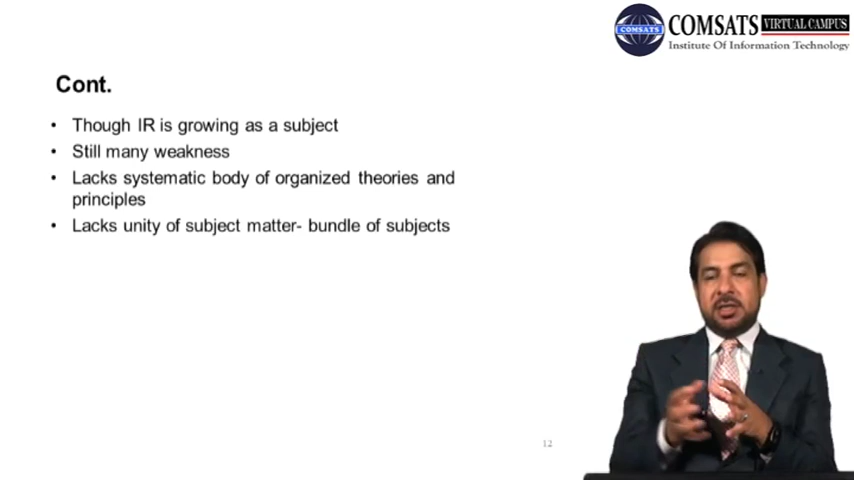 COMSATS VIRTUAL CAMPUS
COMSATS
Institute Of Information Technology
Cont.
• Though IR is growing as a subject
• Still many weakness
• Lacks systematic body of organized theories and
principles
• Lacks unity of subject matter- bundle of subjects
12